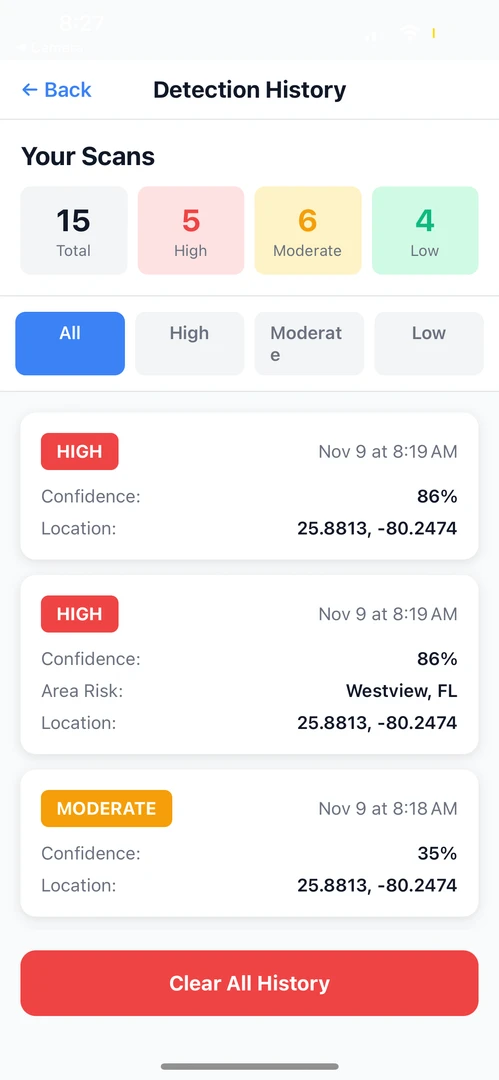 ← Back
Detection History
Your Scans
15
5
6
4
Total
High
Moderate
Low
All
High
Moderat
e
Low
HIGH
Nov 9 at 8:19 AM
Confidence:
86%
Location:
25.8813, -80.2474
HIGH
Nov 9 at 8:19 AM
Confidence:
86%
Area Risk:
Westview, FL
Location:
25.8813, -80.2474
MODERATE
Nov 9 at 8:18 AM
Confidence:
35%
Location:
25.8813, -80.2474
Clear All History